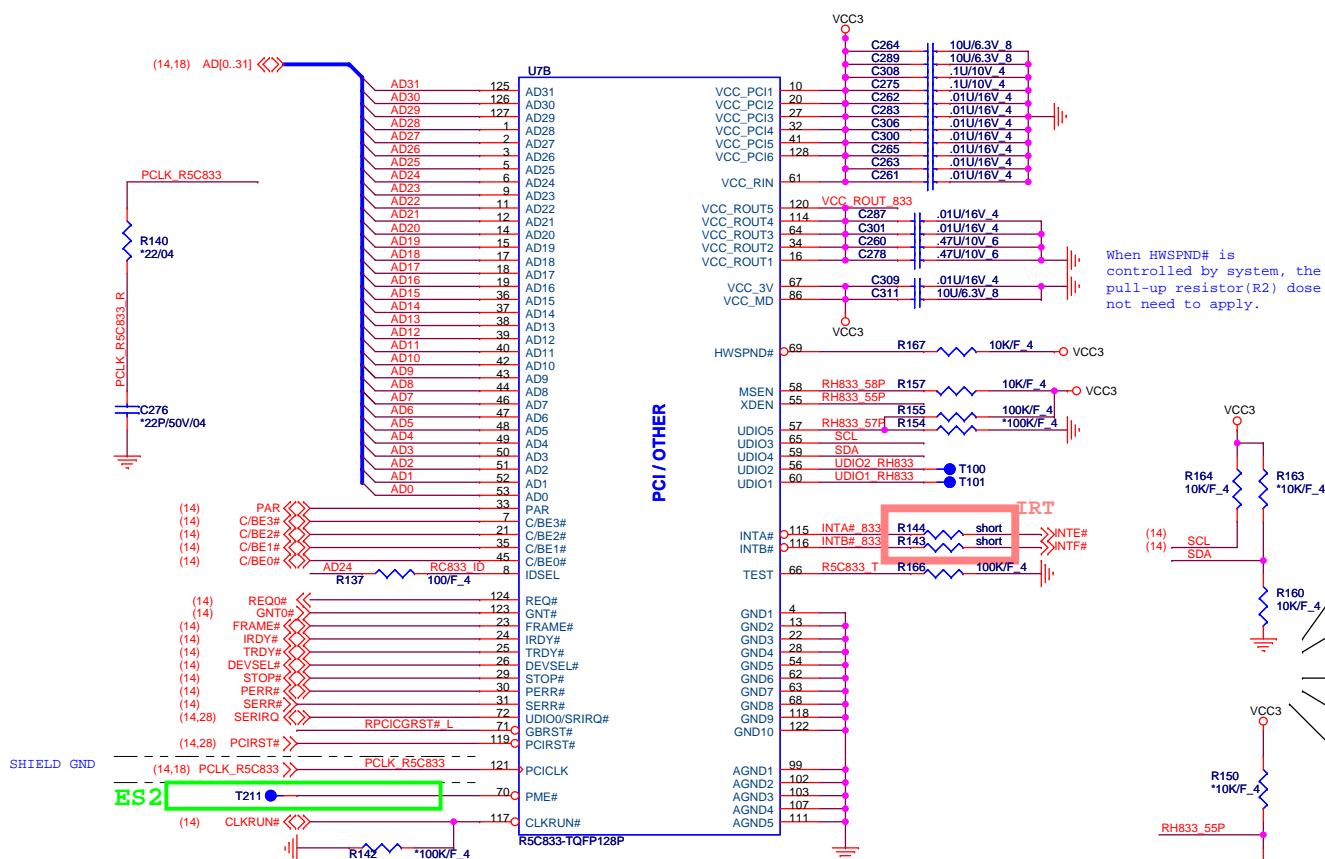 VCC3
(14,18) AD[0..31]
U7B
AD31 125 AD31
AD30 126 AD30
AD29 127 AD29
AD28 1 AD28
AD27 2 AD27
AD26 3 AD26
AD25 5 AD25
AD24 6 AD24
AD23 9 AD23
AD22 11 AD22
AD21 12 AD21
AD20 14 AD20
AD19 15 AD19
AD18 17 AD18
AD17 18 AD17
AD16 19 AD16
AD15 36 AD15
AD14 37 AD14
AD13 38 AD13
AD12 39 AD12
AD11 40 AD11
AD10 42 AD10
AD9 43 AD9
AD8 44 AD8
AD7 46 AD7
AD6 47 AD6
AD5 48 AD5
AD4 49 AD4
AD3 50 AD3
AD2 51 AD2
AD1 52 AD1
AD0 53 AD0
(14) PAR 33 PAR
(14) C/BE3# 7 C/BE3#
(14) C/BE2# 21 C/BE2#
(14) C/BE1# 35 C/BE1#
(14) C/BE0# 45 C/BE0#
AD24 R137 100/F_4 RC833_ID 8 IDSEL
(14) REQ0# 124 REQ#
(14) GNT0# 123 GNT#
(14) FRAME# 23 FRAME#
(14) IRDY# 24 IRDY#
(14) TRDY# 25 TRDY#
(14) DEVSEL# 26 DEVSEL#
(14) STOP# 29 STOP#
(14) PERR# 30 PERR#
(14) SERR# 31 SERR#
(14,28) SERIRQ 72 UDIO0/SRIRQ#
RPCICGRST#_L 71 GBRST#
(14,28) PCIRST# 119 PCIRST#
SHIELD GND
(14,18) PCLK_R5C833 PCLK_R5C833 121 PCICLK
ES2 T211 70 PME#
(14) CLKRUN# 117 CLKRUN#
R142 *100K/F_4
R5C833-TQFP128P
PCI / OTHER
PCLK_R5C833
R140
*22/04
PCLK_R5C833_R
C276
*22P/50V/04
C264 10U/6.3V_8
C289 10U/6.3V_8
C308 .1U/10V_4
C275 .1U/10V_4
C262 .01U/16V_4
C283 .01U/16V_4
C306 .01U/16V_4
C300 .01U/16V_4
C265 .01U/16V_4
C263 .01U/16V_4
C261 .01U/16V_4
VCC_PCI1 10
VCC_PCI2 20
VCC_PCI3 27
VCC_PCI4 32
VCC_PCI5 41
VCC_PCI6 128
VCC_RIN 61
VCC_ROUT5 120 VCC_ROUT_833
VCC_ROUT4 114 C287 .01U/16V_4
VCC_ROUT3 64 C301 .01U/16V_4
VCC_ROUT2 34 C260 .47U/10V_6
VCC_ROUT1 16 C278 .47U/10V_6
VCC_3V 67 C309 .01U/16V_4
VCC_MD 86 C311 10U/6.3V_8
VCC3
When HWSPND# is
controlled by system, the
pull-up resistor(R2) dose
not need to apply.
HWSPND# 69 R167 10K/F_4 VCC3
MSEN 58 RH833_58P R157 10K/F_4 VCC3
XDEN 55 RH833_55P
R155 100K/F_4
UDIO5 57 RH833_57P R154 *100K/F_4
UDIO3 65 SCL
UDIO4 59 SDA
UDIO2 56 UDIO2_RH833 T100
UDIO1 60 UDIO1_RH833 T101
IRT
INTA# 115 INTA#_833 R144 short INTE#
INTB# 116 INTB#_833 R143 short INTF#
TEST 66 R5C833_T R166 100K/F_4
GND1 4
GND2 13
GND3 22
GND4 28
GND5 54
GND6 62
GND7 63
GND8 68
GND9 118
GND10 122
AGND1 99
AGND2 102
AGND3 103
AGND4 107
AGND5 111
VCC3
R164
10K/F_4
R163
*10K/F_4
(14)
(14) SCL
SDA
R160
10K/F_4
VCC3
R150
*10K/F_4
RH833_55P